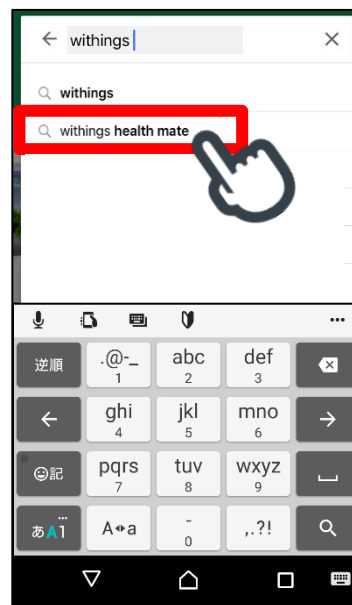 withings
withings
withings health mate
逆順 .@-_ abc def
1 2 3
ghi jkl mno
4 5 6
記 pqrs tuv wxyz
7 8 9
あA1 A a - ,.?!
0